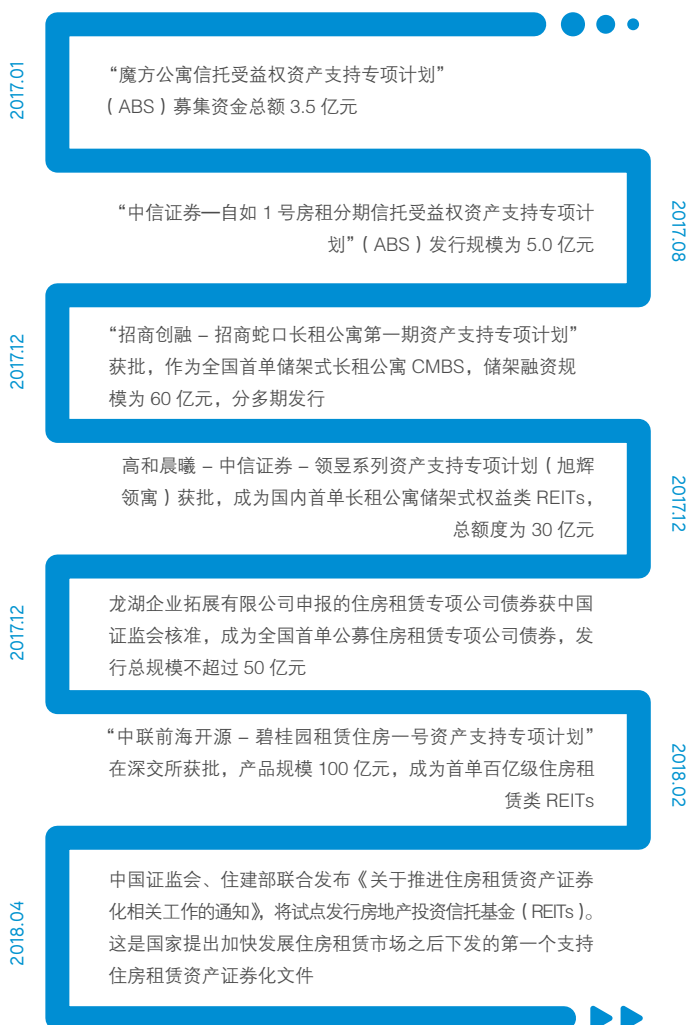 2017.01
“魔方公寓信托受益权资产支持专项计划”
（ABS）募集资金总额 3.5 亿元
2017.08
“中信证券—自如 1 号房租分期信托受益权资产支持专项计
划”（ABS）发行规模为 5.0 亿元
2017.12
“招商创融 – 招商蛇口长租公寓第一期资产支持专项计划”
获批，作为全国首单储架式长租公寓 CMBS，储架融资规
模为 60 亿元，分多期发行
2017.12
高和晨曦 – 中信证券 – 领昱系列资产支持专项计划（旭辉
领寓）获批，成为国内首单长租公寓储架式权益类 REITs，
总额度为 30 亿元
2017.12
龙湖企业拓展有限公司申报的住房租赁专项公司债券获中国
证监会核准，成为全国首单公募住房租赁专项公司债券，发
行总规模不超过 50 亿元
2018.02
“中联前海开源 – 碧桂园租赁住房一号资产支持专项计划”
在深交所获批，产品规模 100 亿元，成为首单百亿级住房租
赁类 REITs
2018.04
中国证监会、住建部联合发布《关于推进住房租赁资产证券
化相关工作的通知》，将试点发行房地产投资信托基金（REITs）。
这是国家提出加快发展住房租赁市场之后下发的第一个支持
住房租赁资产证券化文件